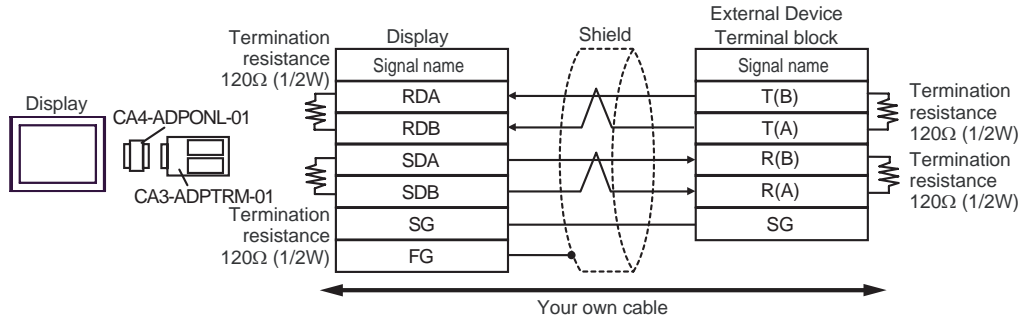 Display
CA4-ADPONL-01
CA3-ADPTRM-01
Termination
resistance
120Ω (1/2W)
Termination
resistance
120Ω (1/2W)
Display
Signal name
RDA
RDB
SDA
SDB
SG
FG
Shield
External Device
Terminal block
Signal name
T(B)
T(A)
R(B)
R(A)
SG
Termination
resistance
120Ω (1/2W)
Termination
resistance
120Ω (1/2W)
Your own cable